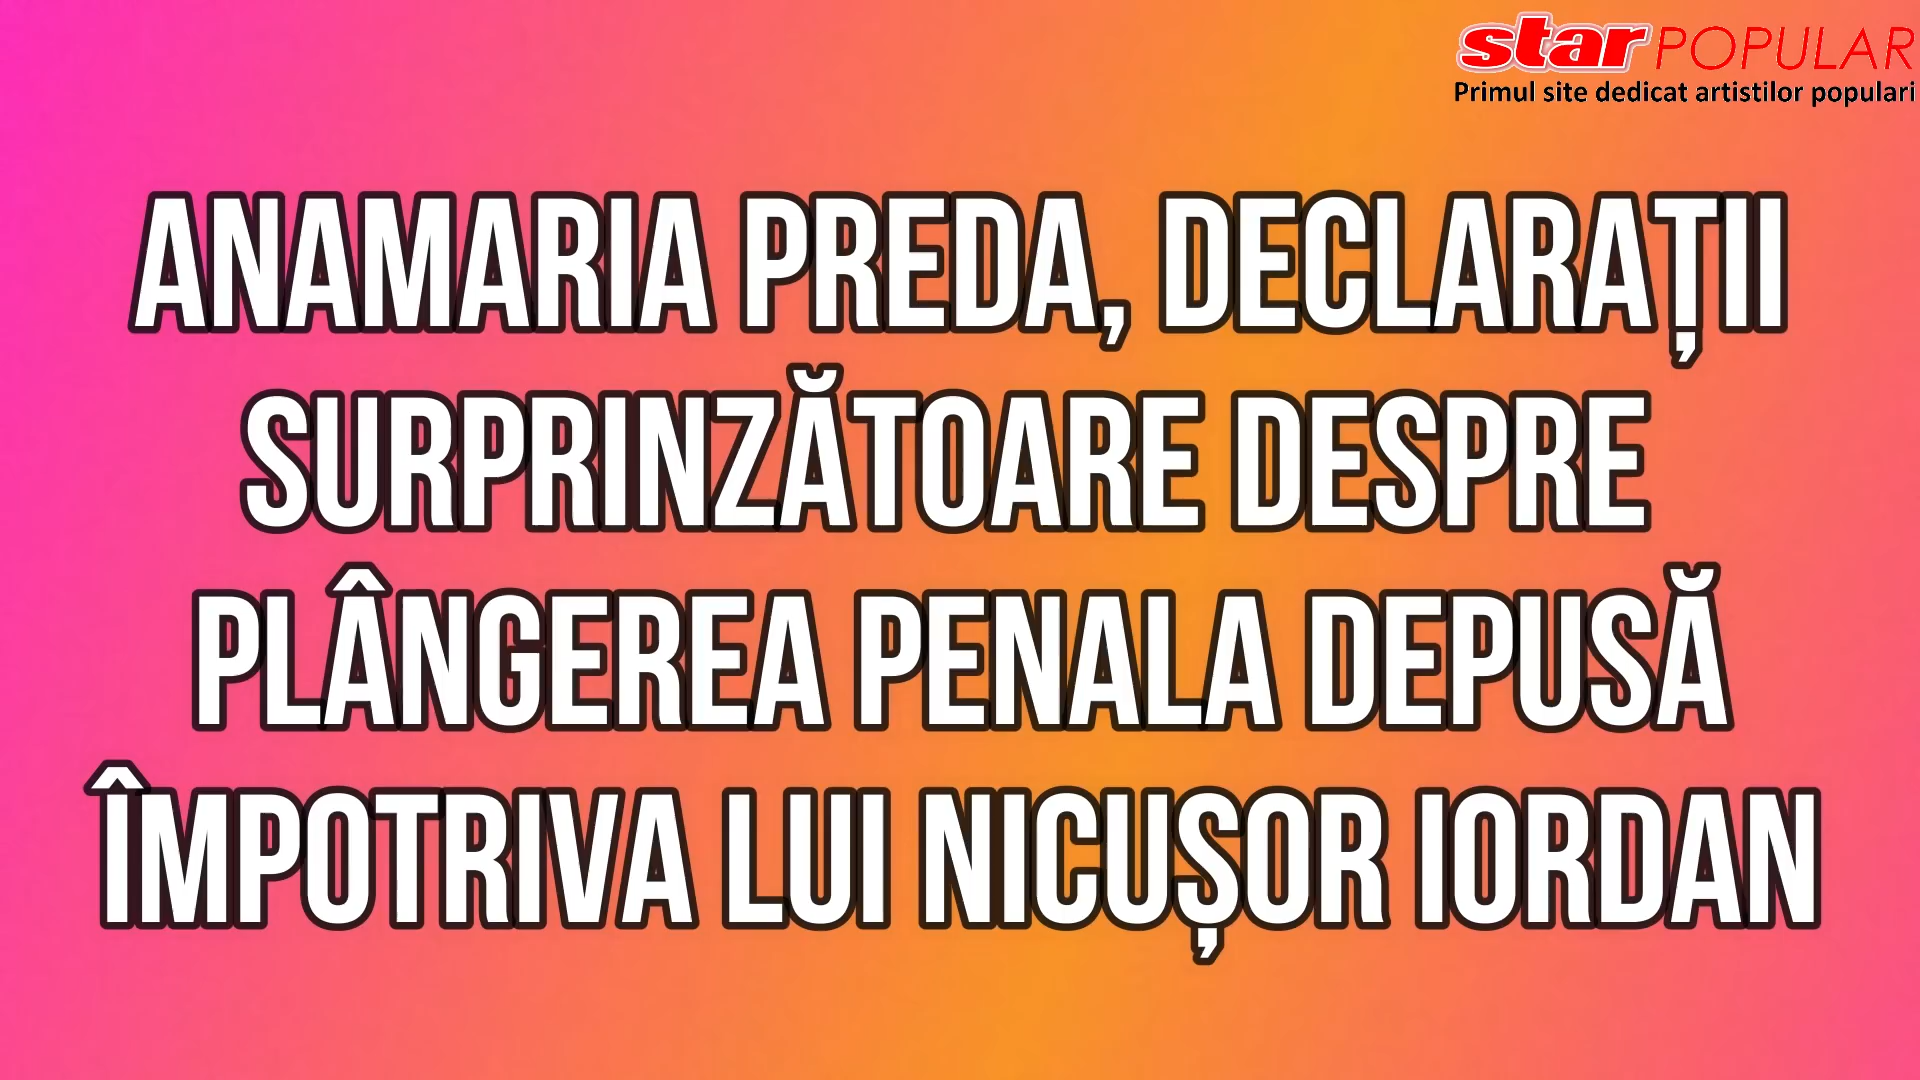 star POPULAR
Primul site dedicat artistilor populari
ANAMARIA PREDA, DECLARAȚII
SURPRINZĂTOARE DESPRE
PLÂNGEREA PENALA DEPUSĂ
ÎMPOTRIVA LUI NICUȘOR IORDAN